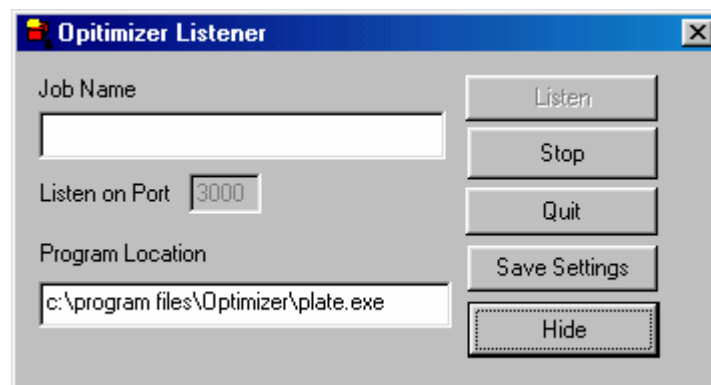 Opitimizer Listener
Job Name
Listen
Stop
Listen on Port 3000
Quit
Program Location
Save Settings
c:\program files\Optimizer\plate.exe
Hide